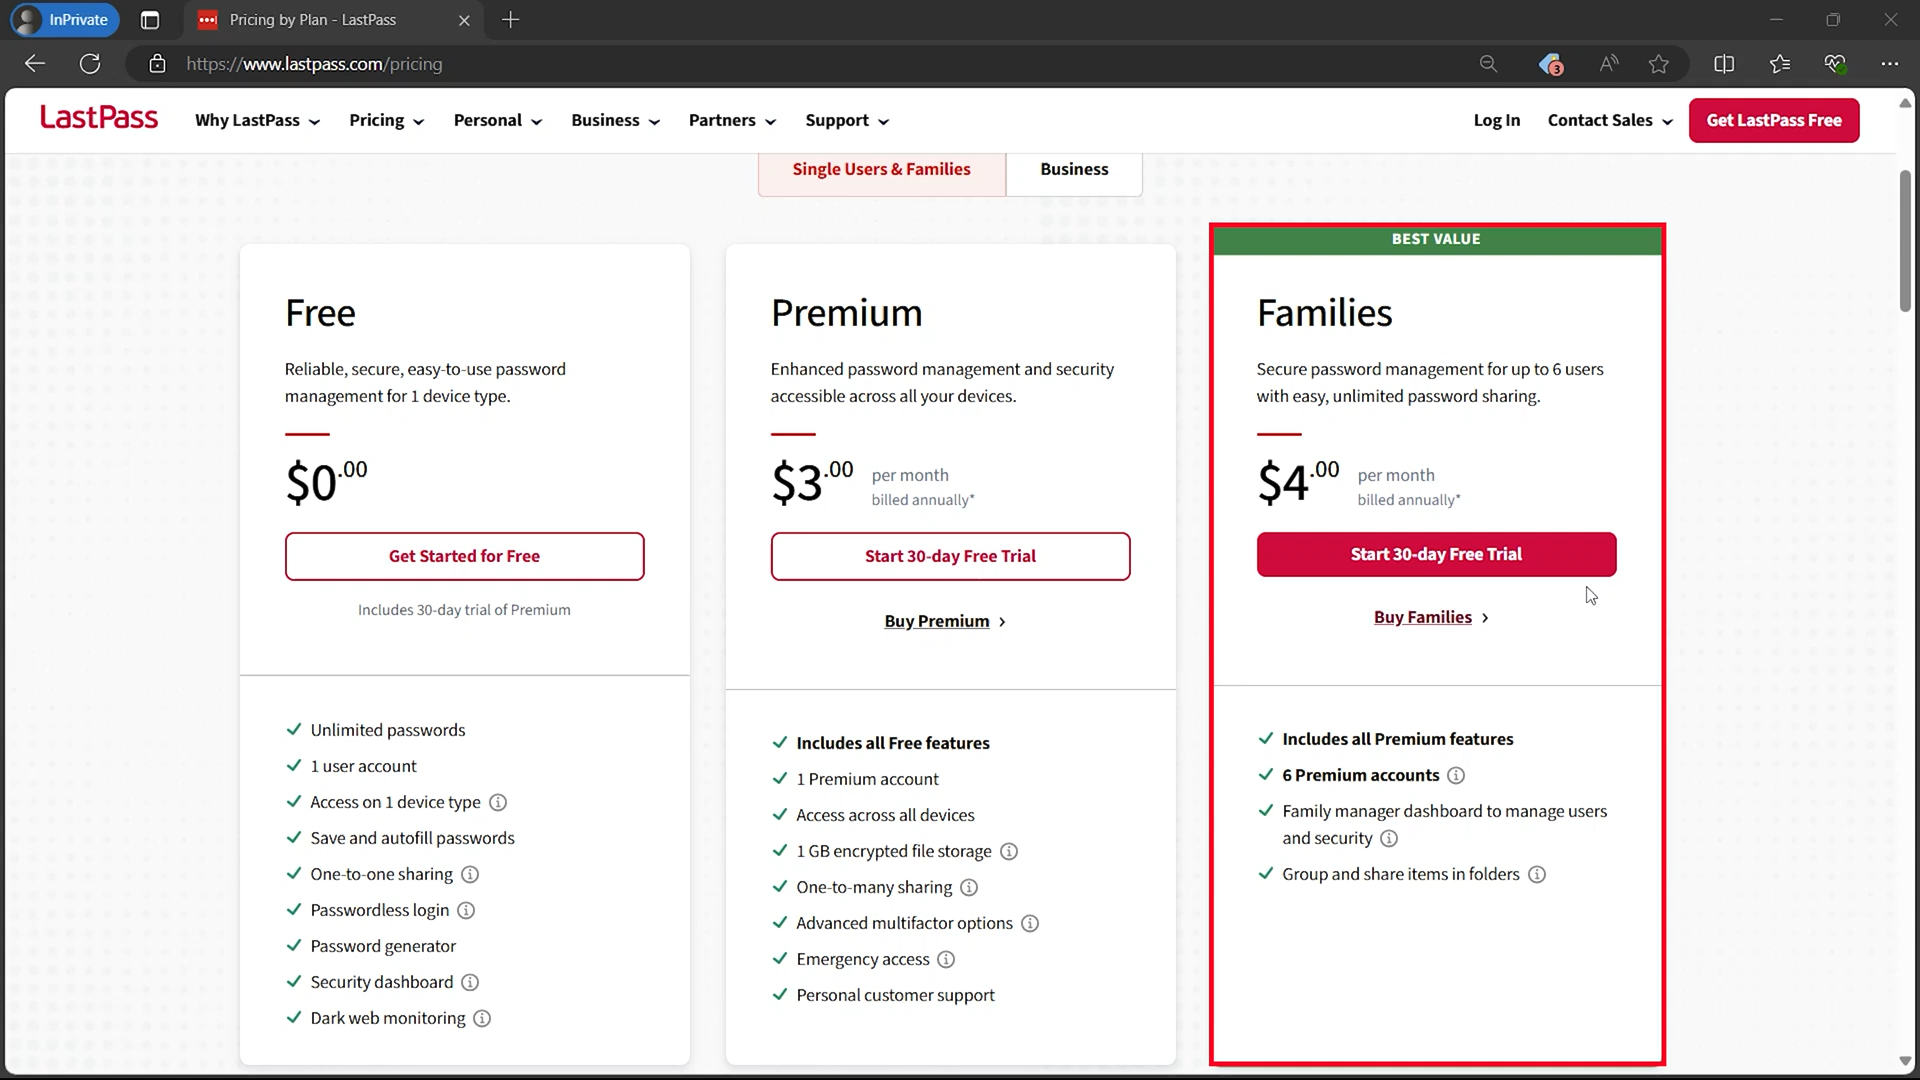 InPrivate
Pricing by Plan - LastPass
https://www.lastpass.com/pricing
3
LastPass
Why LastPass
Pricing
Personal
Business
Partners
Support
Log In
Contact Sales
Get LastPass Free
Single Users & Families
Business
Free
Reliable, secure, easy-to-use password
management for 1 device type.
$0.00
Get Started for Free
Includes 30-day trial of Premium
Unlimited passwords
1 user account
Access on 1 device type
Save and autofill passwords
One-to-one sharing
Passwordless login
Password generator
Security dashboard
Dark web monitoring
Premium
Enhanced password management and security
accessible across all your devices.
$3.00 per month
billed annually*
Start 30-day Free Trial
Buy Premium
Includes all Free features
1 Premium account
Access across all devices
1 GB encrypted file storage
One-to-many sharing
Advanced multifactor options
Emergency access
Personal customer support
BEST VALUE
Families
Secure password management for up to 6 users
with easy, unlimited password sharing.
$4.00 per month
billed annually*
Start 30-day Free Trial
Buy Families
Includes all Premium features
6 Premium accounts
Family manager dashboard to manage users
and security
Group and share items in folders